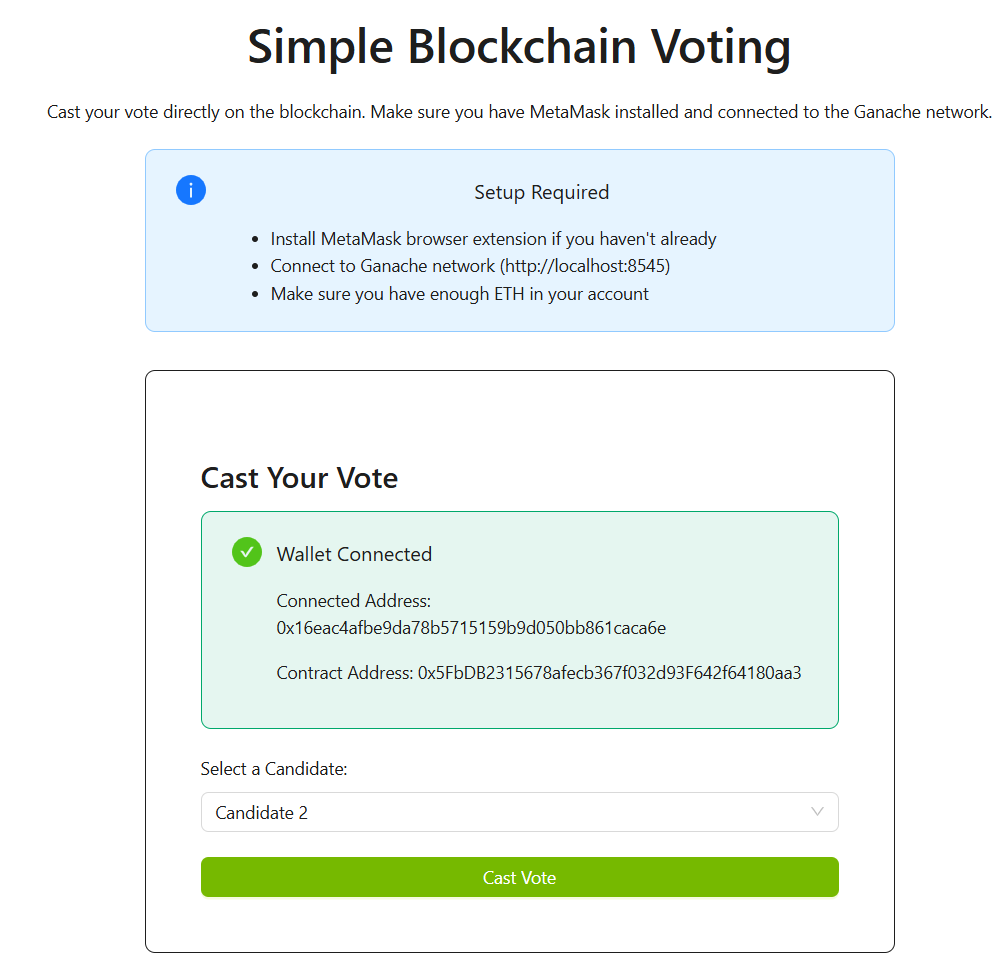 Simple Blockchain Voting
Cast your vote directly on the blockchain. Make sure you have MetaMask installed and connected to the Ganache network.
Setup Required
Install MetaMask browser extension if you haven't already
Connect to Ganache network (http://localhost:8545)
Make sure you have enough ETH in your account
Cast Your Vote
Wallet Connected
Connected Address:
0x16eac4afbe9da78b5715159b9d050bb861caca6e
Contract Address: 0x5FbDB2315678afecb367f032d93F642f64180aa3
Select a Candidate:
Candidate 2
Cast Vote